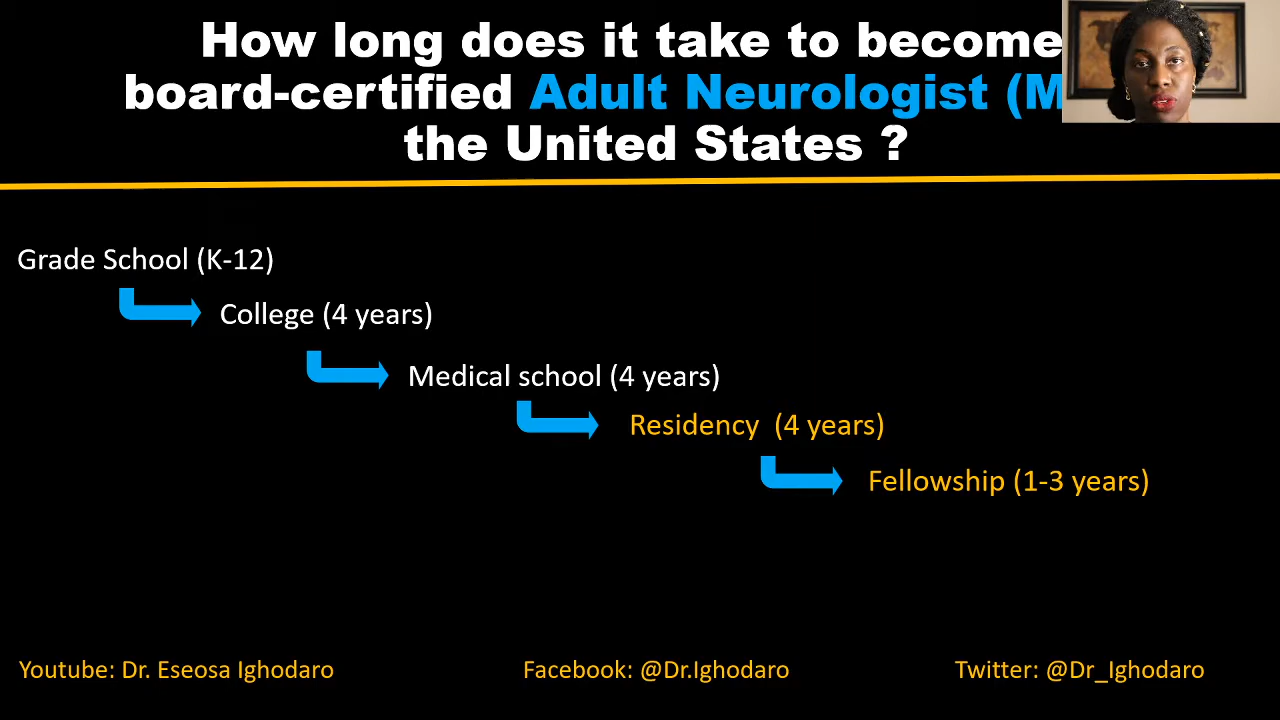 How long does it take to become
board-certified Adult Neurologist (M
the United States ?
Grade School (K-12)
College (4 years)
Medical school (4 years)
Residency (4 years)
Fellowship (1-3 years)
Youtube: Dr. Eseosa Ighodaro
Facebook: @Dr.Ighodaro
Twitter: @Dr_Ighodaro